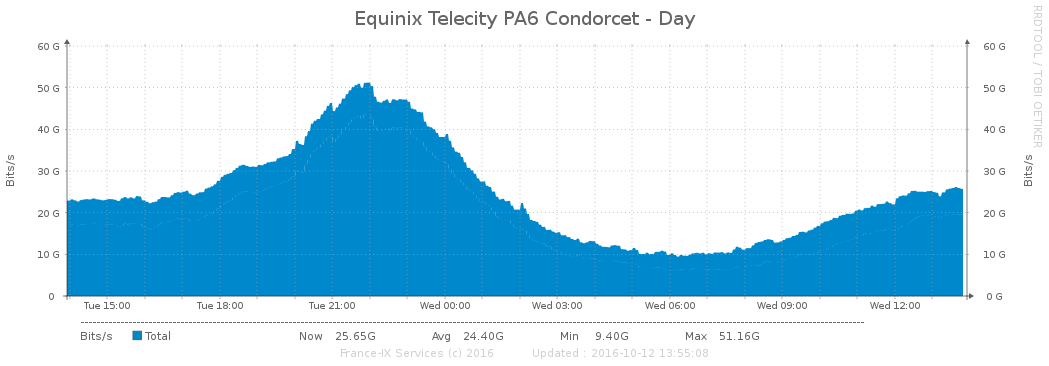 Equinix Telecity PA6 Condorcet - Day
RRDTOOL / TOBI OETIKER
60 G 60 G
50 G 50 G
40 G 40 G
30 G 30 G
20 G 20 G
10 G 10 G
0 0 G
Bits/s
Bits/s
Tue 15:00 Tue 18:00 Tue 21:00 Wed 00:00 Wed 03:00 Wed 06:00 Wed 09:00 Wed 12:00
Bits/s Total Now 25.65G Avg 24.40G Min 9.40G Max 51.16G
France-IX Services (c) 2016 Updated : 2016-10-12 13:55:08